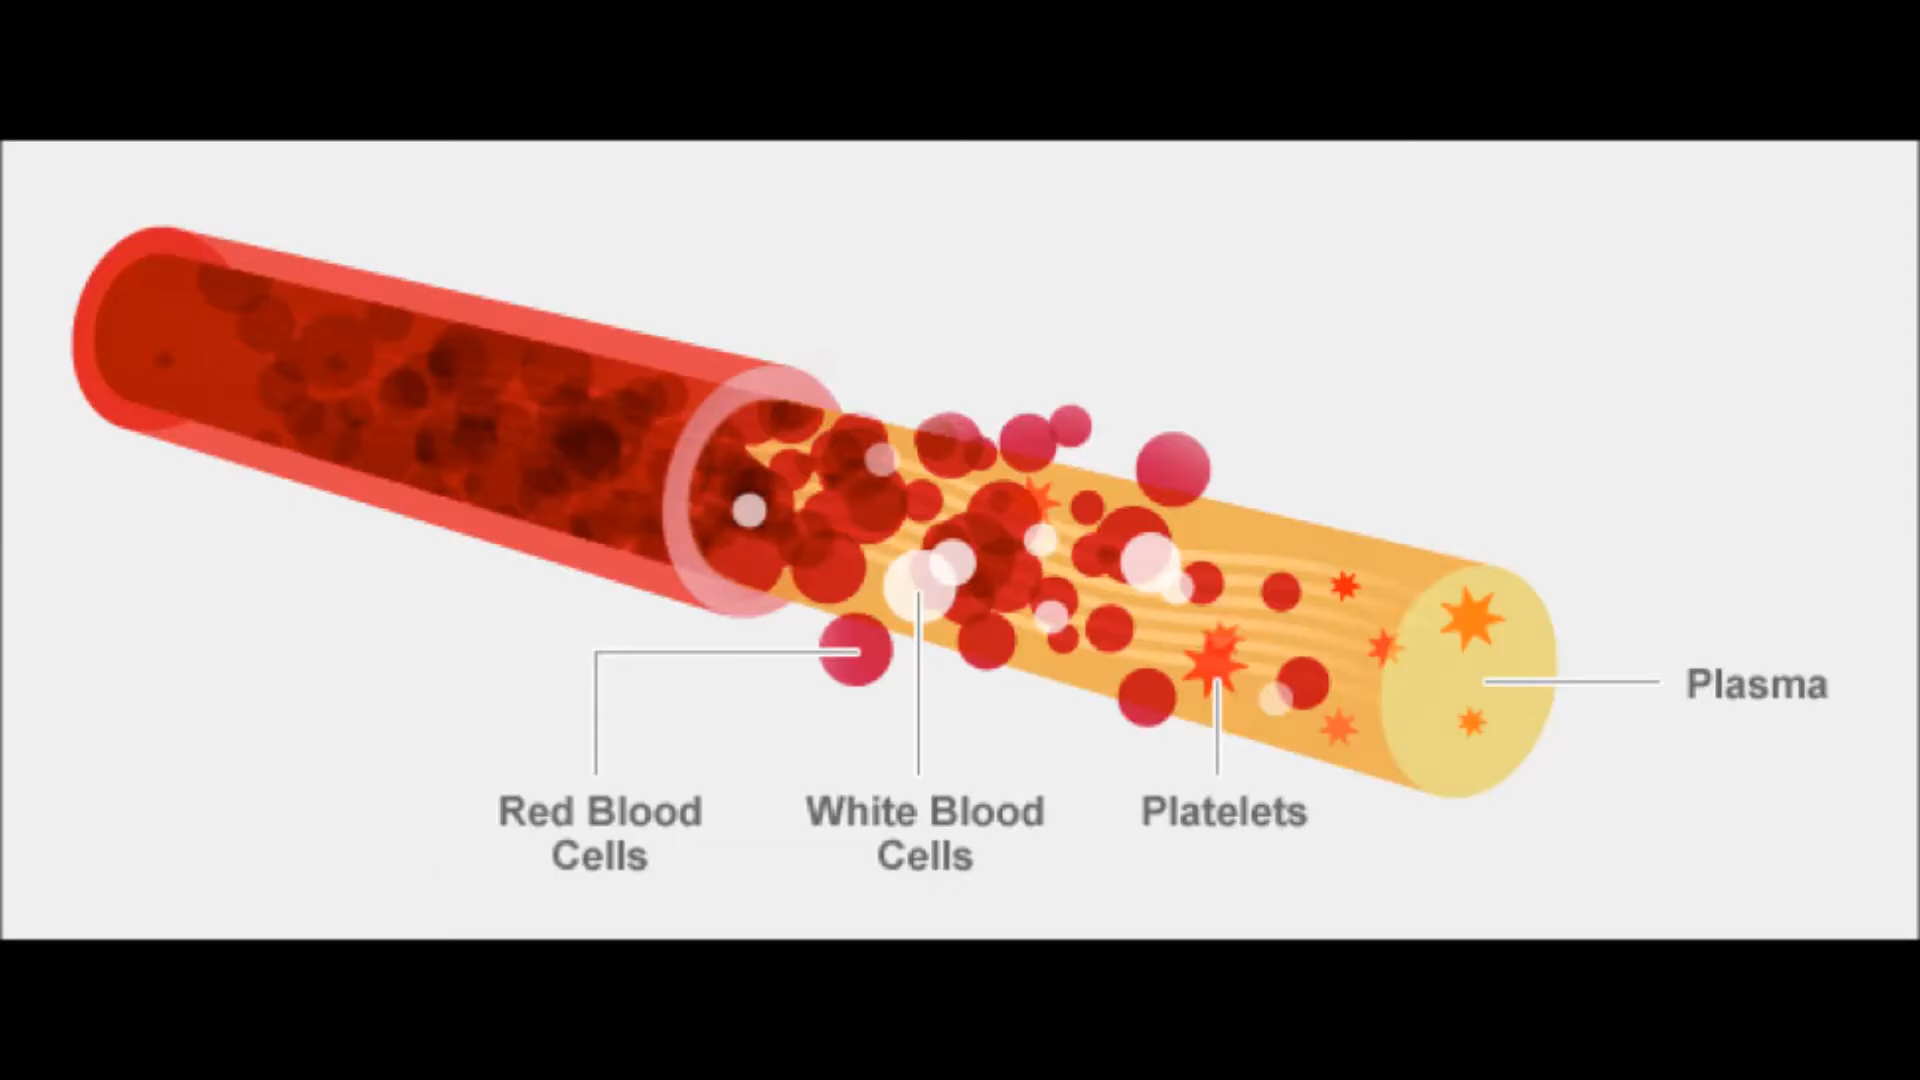 Plasma
Red Blood
Cells
White Blood
Cells
Platelets